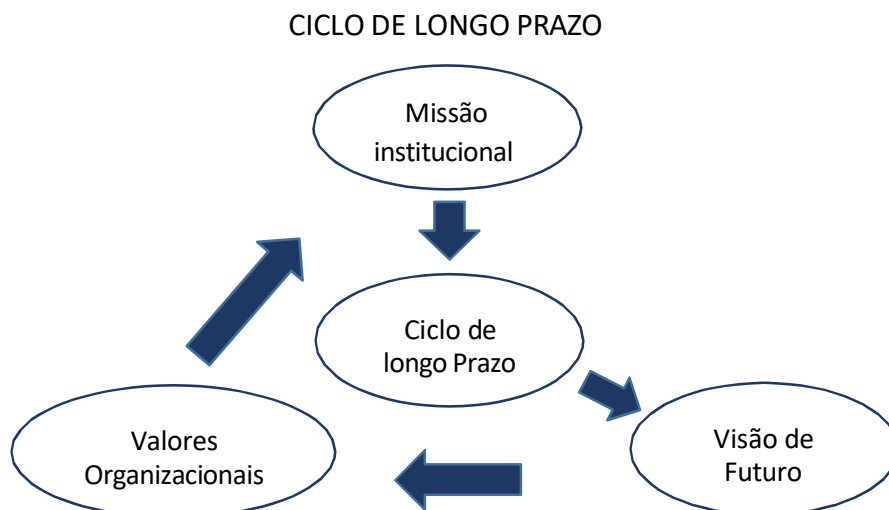 CICLO DE LONGO PRAZO
Missão
institucional
Ciclo de
longo Prazo
Valores
Organizacionais
Visão de
Futuro